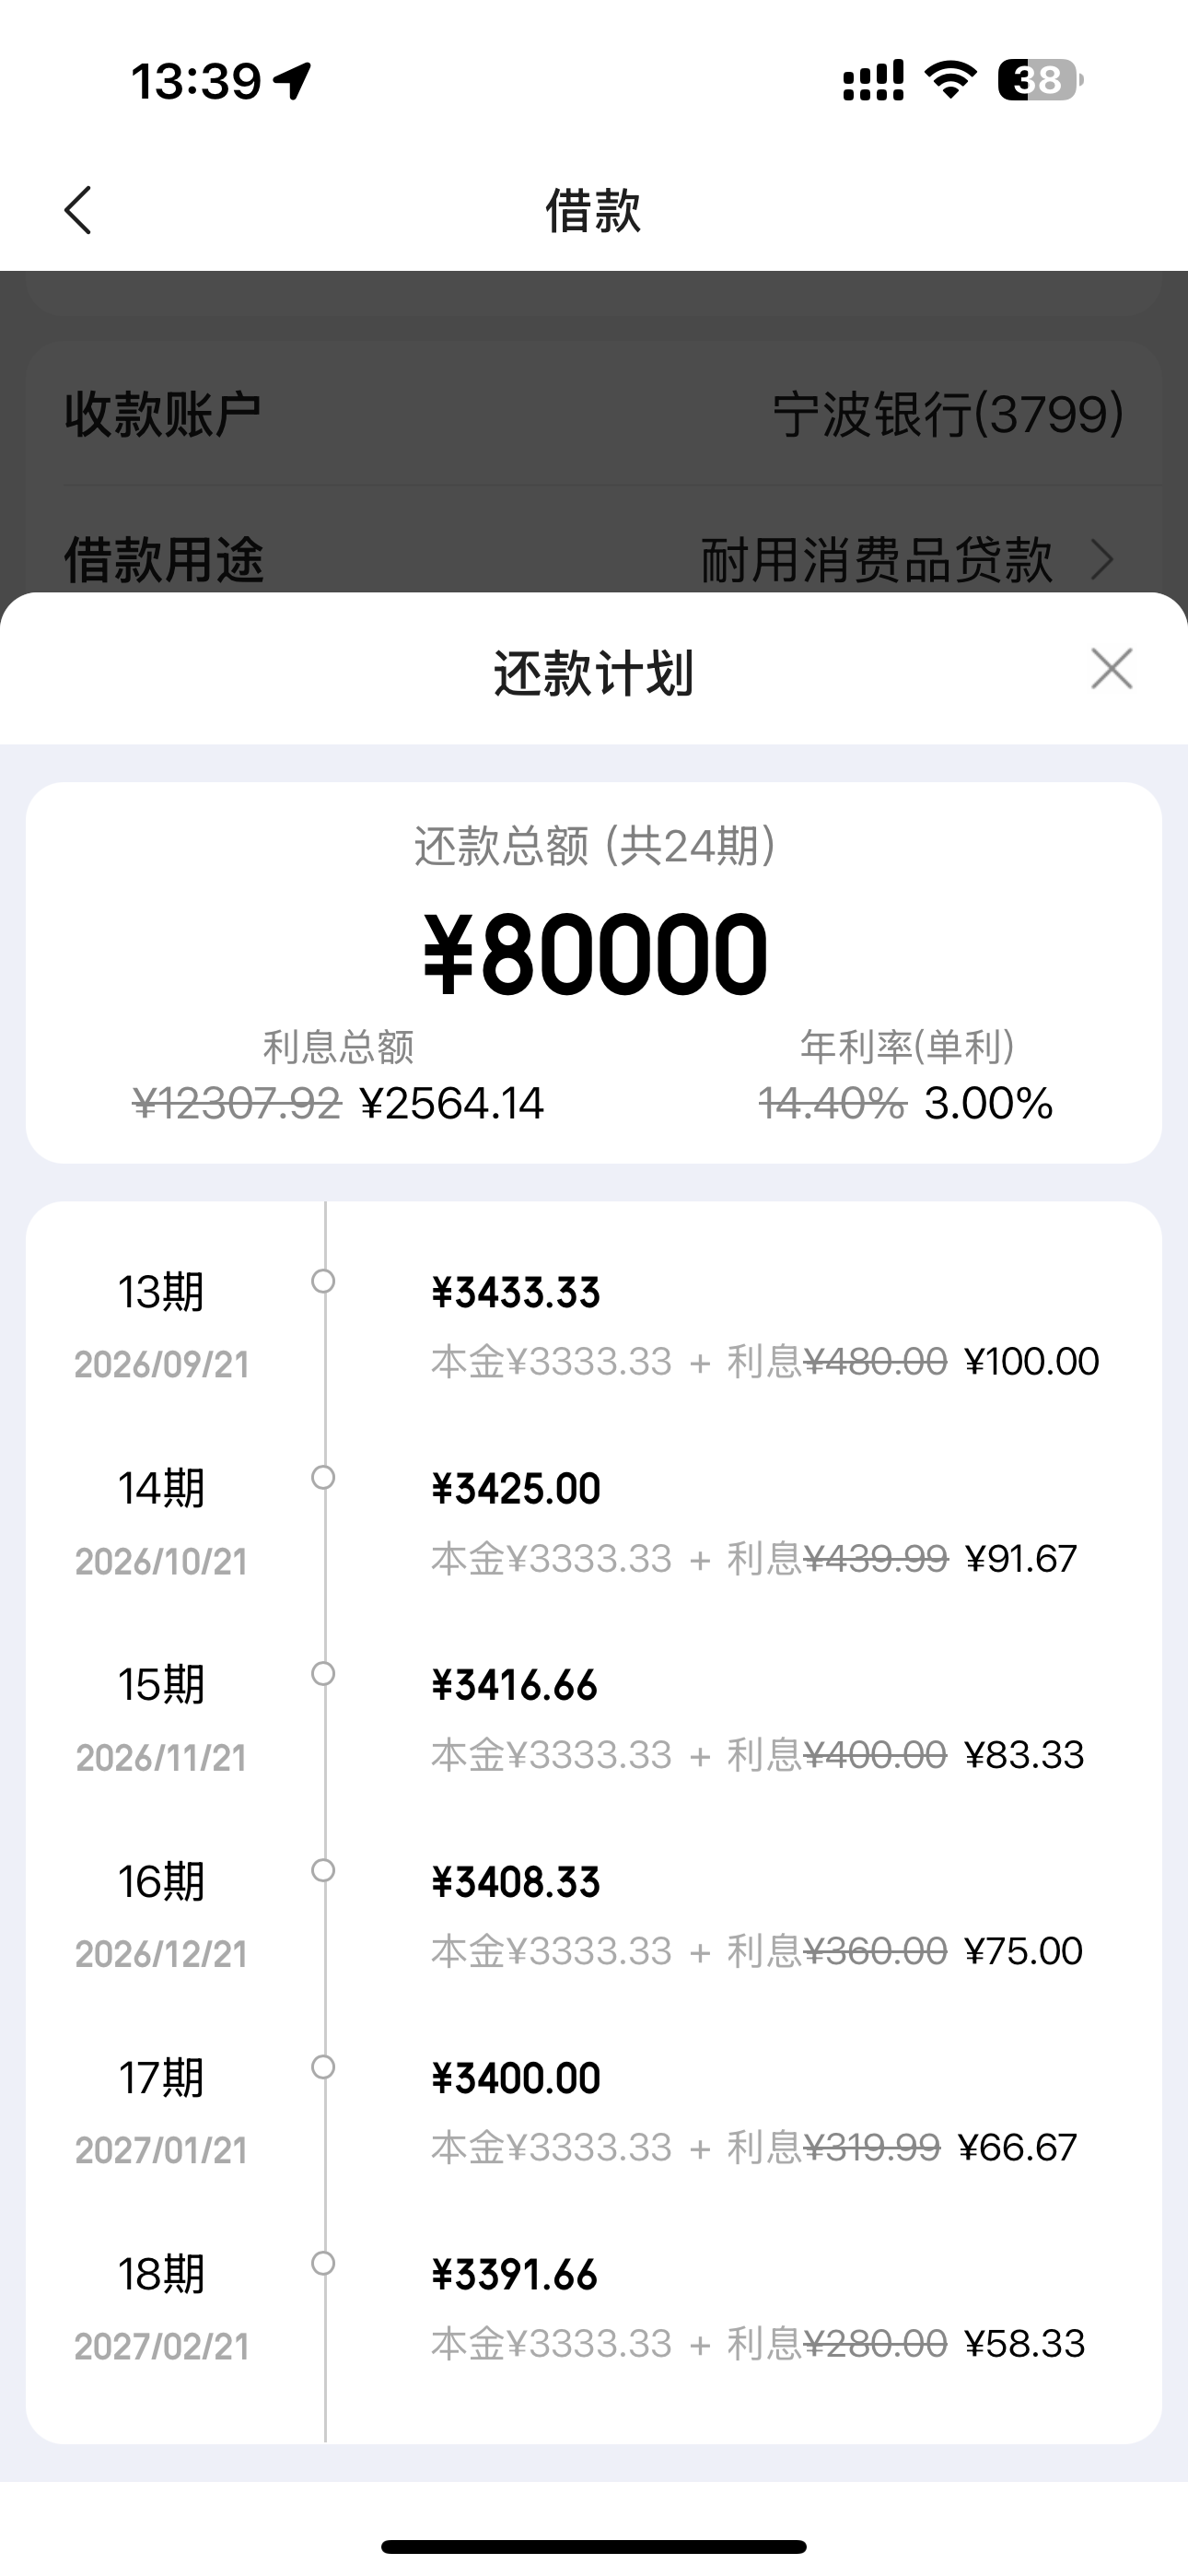 13:39
38
借款
收款账户 宁波银行(3799)
借款用途 耐用消费品贷款
还款计划
还款总额 (共24期)
¥80000
利息总额 年利率(单利)
¥12307.92 ¥2564.14 14.40% 3.00%
13期 ¥3433.33
2026/09/21 本金¥3333.33 + 利息¥480.00 ¥100.00
14期 ¥3425.00
2026/10/21 本金¥3333.33 + 利息¥439.99 ¥91.67
15期 ¥3416.66
2026/11/21 本金¥3333.33 + 利息¥400.00 ¥83.33
16期 ¥3408.33
2026/12/21 本金¥3333.33 + 利息¥360.00 ¥75.00
17期 ¥3400.00
2027/01/21 本金¥3333.33 + 利息¥319.99 ¥66.67
18期 ¥3391.66
2027/02/21 本金¥3333.33 + 利息¥280.00 ¥58.33